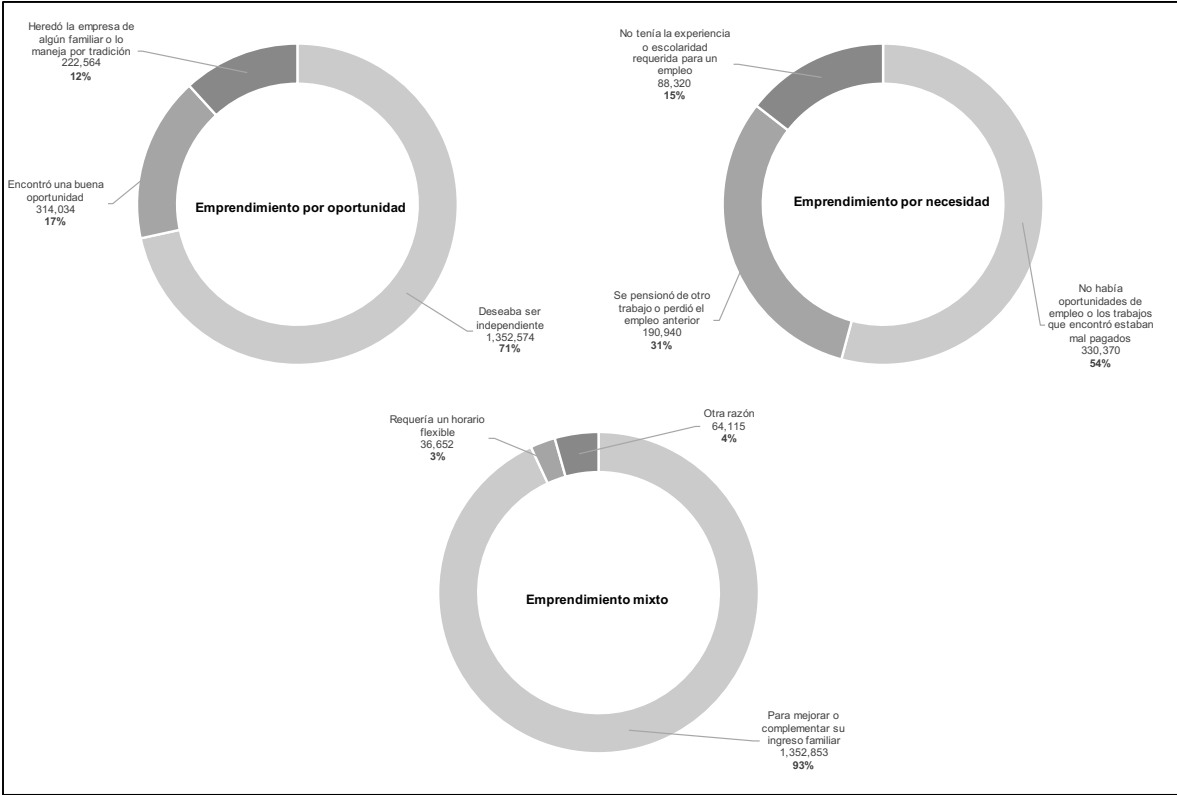 Heredó la empresa de
algún familiar o lo
maneja por tradición
222,564
12%
Encontró una buena
oportunidad
314,034
17%
Emprendimiento por oportunidad
Deseaba ser
independiente
1,352,574
71%
No tenía la experiencia
o escolaridad
requerida para un
empleo
88,320
15%
Emprendimiento por necesidad
Se pensionó de otro
trabajo o perdió el
empleo anterior
190,940
31%
No había
oportunidades de
empleo o los trabajos
que encontró estaban
mal pagados
330,370
54%
Requería un horario
flexible
36,652
3%
Otra razón
64,115
4%
Emprendimiento mixto
Para mejorar o
complementar su
ingreso familiar
1,352,853
93%